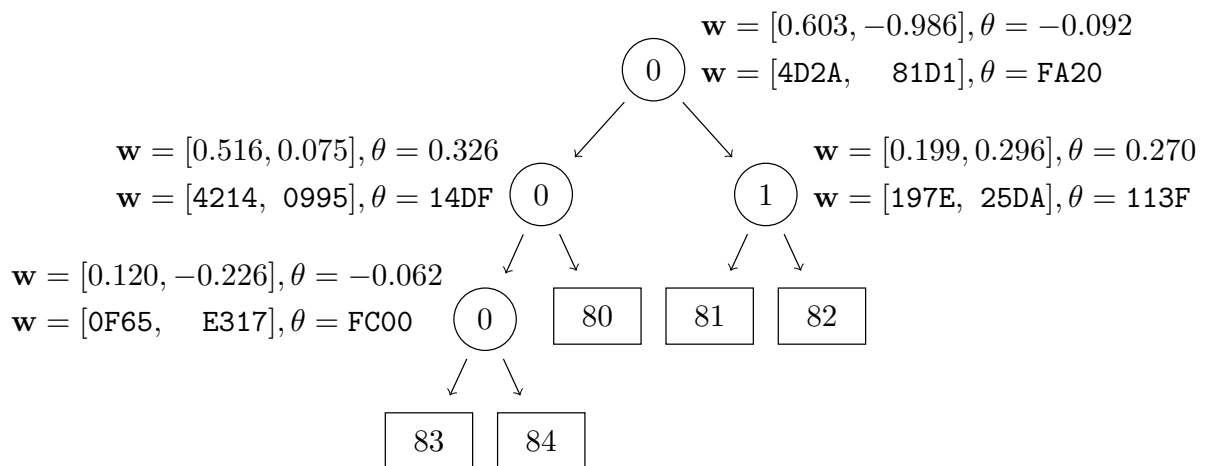 w = [0.603, −0.986], θ = −0.092
0
w = [4D2A, 81D1], θ = FA20
w = [0.516, 0.075], θ = 0.326
w = [4214, 0995], θ = 14DF
0
1
w = [0.199, 0.296], θ = 0.270
w = [197E, 25DA], θ = 113F
w = [0.120, −0.226], θ = −0.062
w = [0F65, E317], θ = FC00
0
80
81
82
83
84